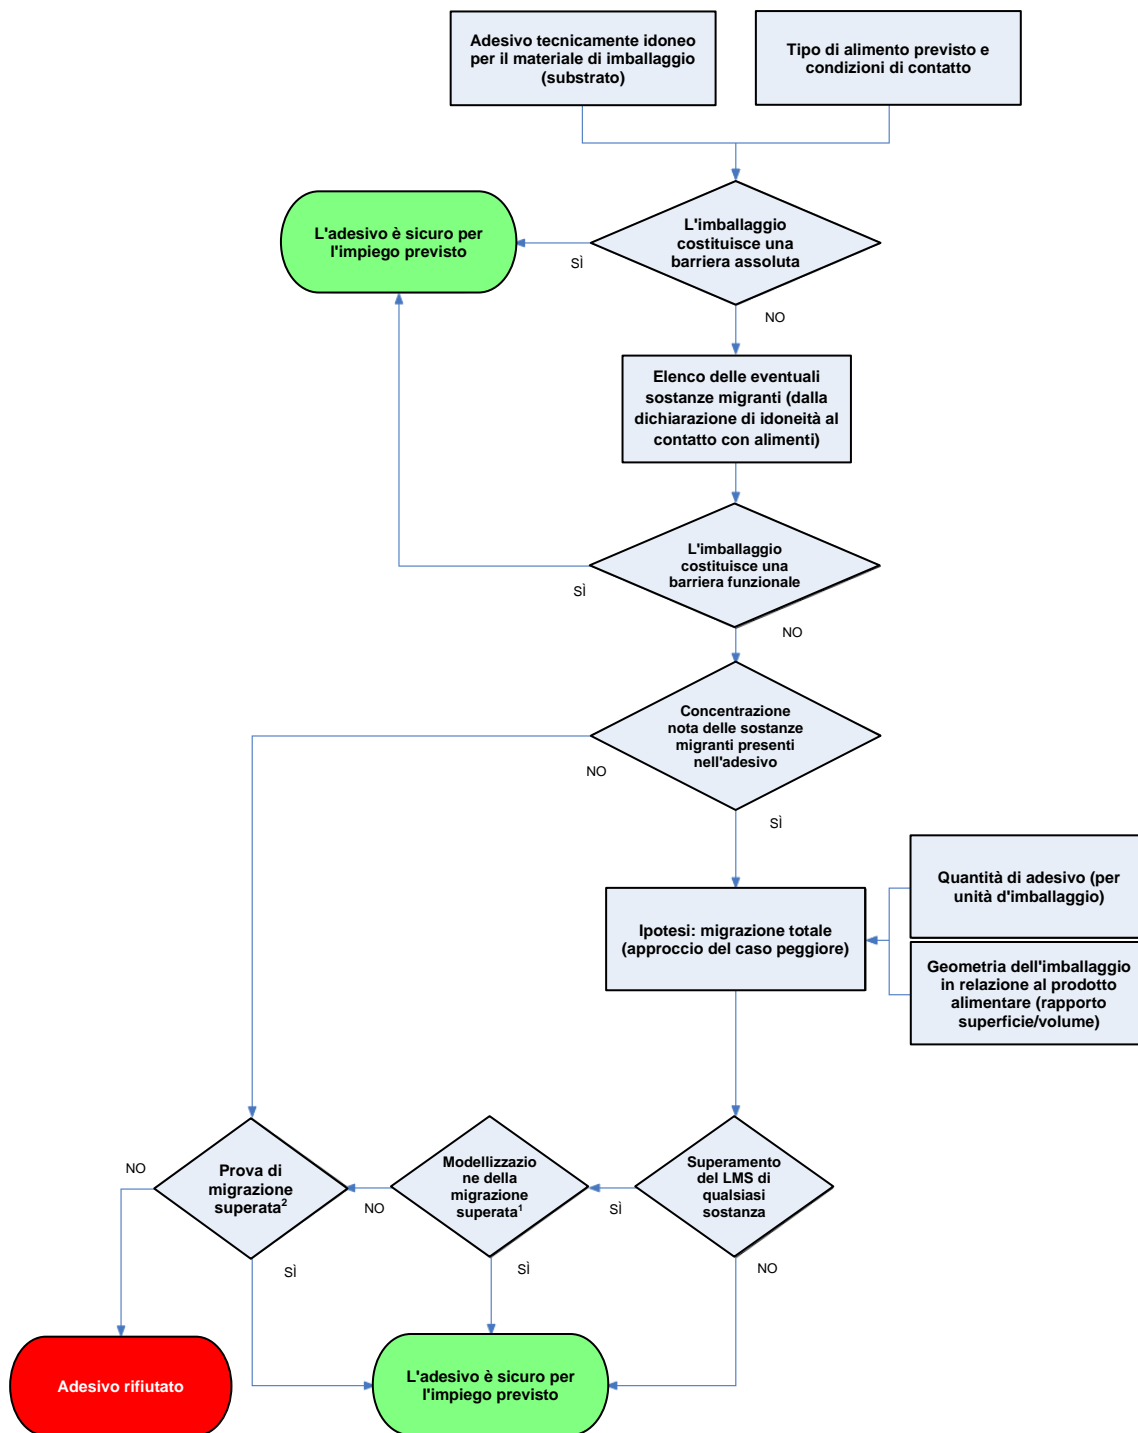 Adesivo tecnicamente idoneo
per il materiale di imballaggio
(substrato)
Tipo di alimento previsto e
condizioni di contatto
L'imballaggio
costituisce una
barriera assoluta
L'adesivo è sicuro per
l'impiego previsto
SÌ
NO
Elenco delle eventuali
sostanze migranti (dalla
dichiarazione di idoneità al
contatto con alimenti)
L'imballaggio
costituisce una
barriera funzionale
SÌ
NO
Concentrazione
nota delle sostanze
migranti presenti
nell'adesivo
NO
SÌ
Quantità di adesivo (per
unità d'imballaggio)
Ipotesi: migrazione totale
(approccio del caso peggiore)
Geometria dell'imballaggio
in relazione al prodotto
alimentare (rapporto
superficie/volume)
NO
Prova di
migrazione
superata²
NO
Modellizzazio
ne della
migrazione
superata¹
SÌ
Superamento
del LMS di
qualsiasi
sostanza
SÌ
SÌ
NO
Adesivo rifiutato
L'adesivo è sicuro per
l'impiego previsto